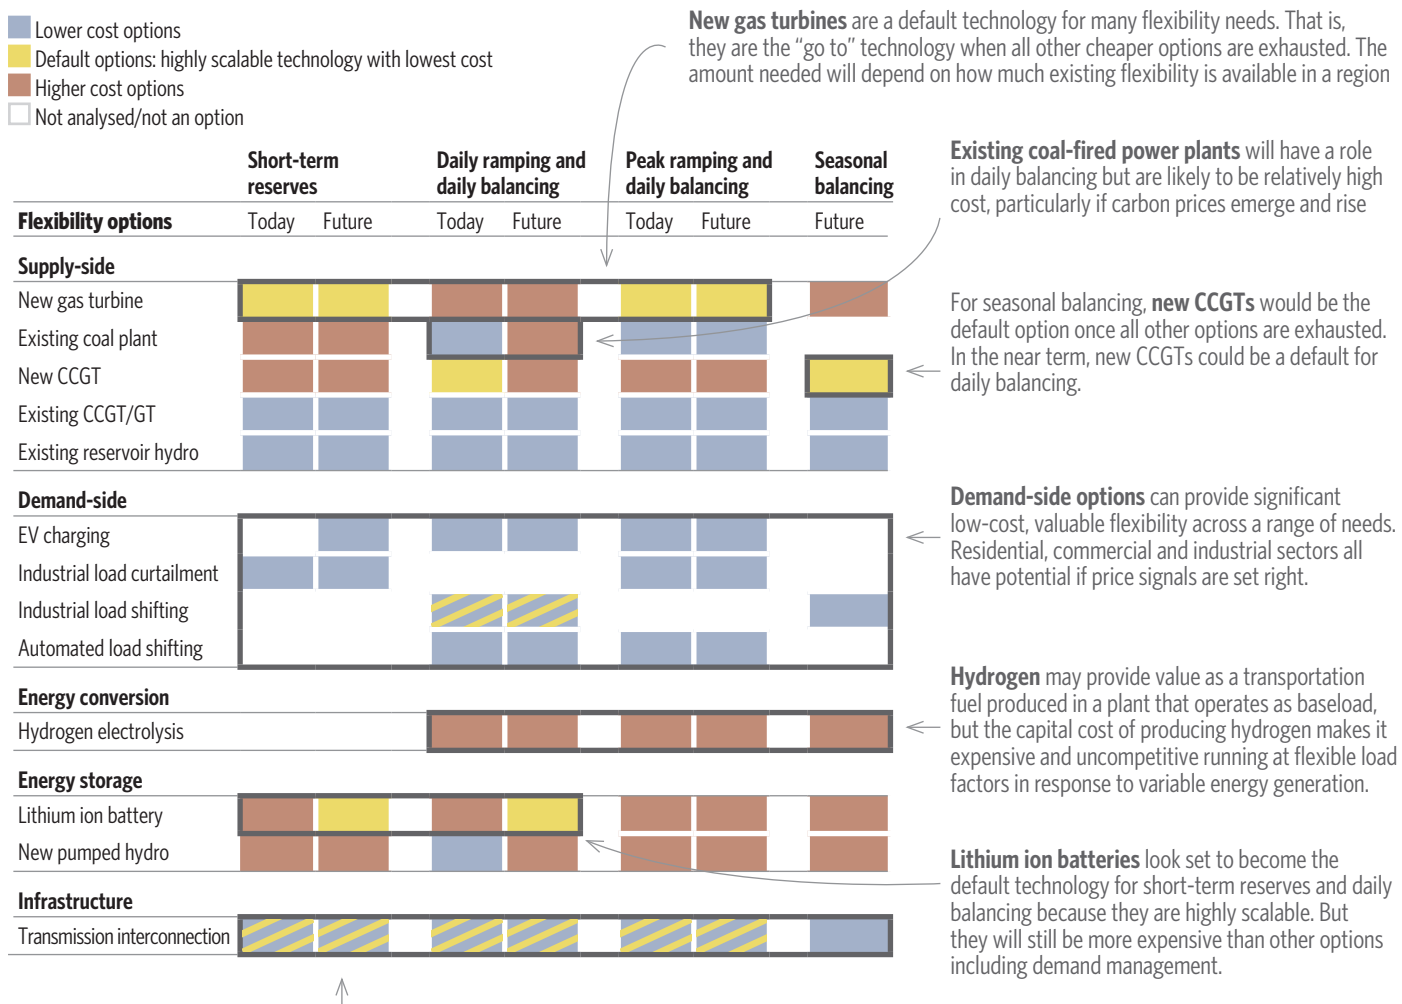 Lower cost options
Default options: highly scalable technology with lowest cost
Higher cost options
Not analysed/not an option
New gas turbines are a default technology for many flexibility needs. That is,
they are the “go to” technology when all other cheaper options are exhausted. The
amount needed will depend on how much existing flexibility is available in a region
Short-term reserves
Daily ramping and daily balancing
Peak ramping and daily balancing
Seasonal balancing
Flexibility options Today Future Today Future Today Future Future
Supply-side
New gas turbine
Existing coal plant
New CCGT
Existing CCGT/GT
Existing reservoir hydro
Demand-side
EV charging
Industrial load curtailment
Industrial load shifting
Automated load shifting
Energy conversion
Hydrogen electrolysis
Energy storage
Lithium ion battery
New pumped hydro
Infrastructure
Transmission interconnection
Existing coal-fired power plants will have a role
in daily balancing but are likely to be relatively high
cost, particularly if carbon prices emerge and rise
For seasonal balancing, new CCGTs would be the
default option once all other options are exhausted.
In the near term, new CCGTs could be a default for
daily balancing.
Demand-side options can provide significant
low-cost, valuable flexibility across a range of needs.
Residential, commercial and industrial sectors all
have potential if price signals are set right.
Hydrogen may provide value as a transportation
fuel produced in a plant that operates as baseload,
but the capital cost of producing hydrogen makes it
expensive and uncompetitive running at flexible load
factors in response to variable energy generation.
Lithium ion batteries look set to become the
default technology for short-term reserves and daily
balancing because they are highly scalable. But
they will still be more expensive than other options
including demand management.